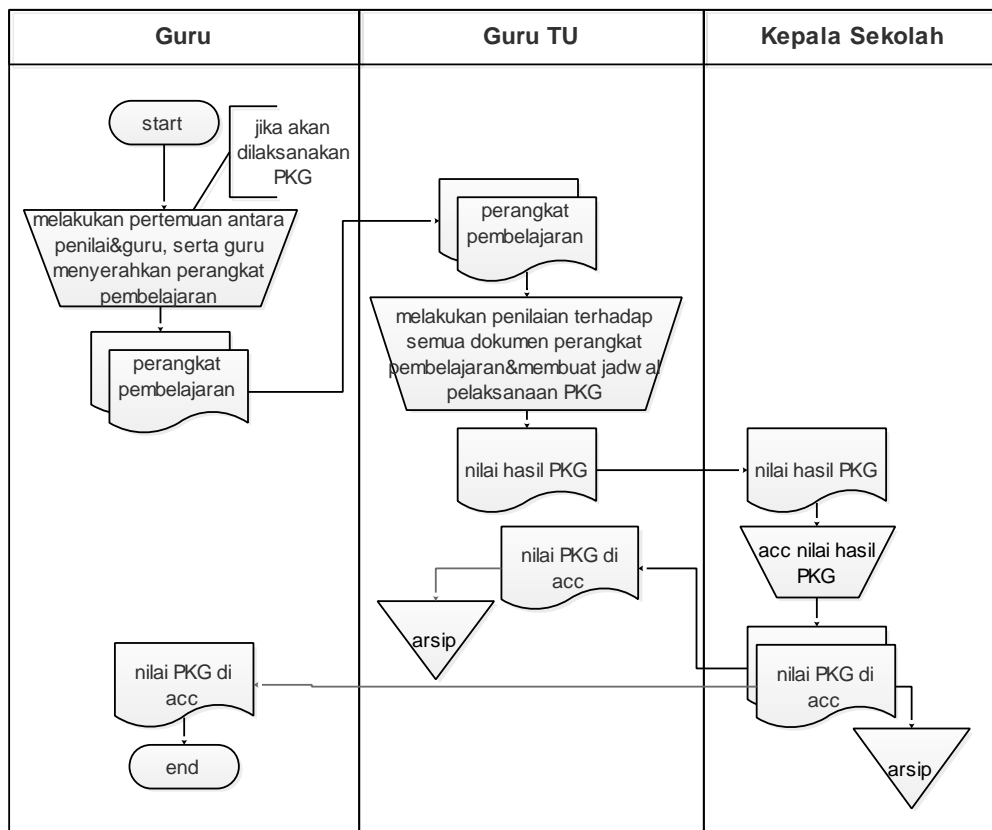 Guru
Guru TU
Kepala Sekolah
start
jika akan
dilaksanakan
PKG
melakukan pertemuan antara
penilai&guru, serta guru
menyerahkan perangkat
pembelajaran
perangkat
pembelajaran
perangkat
pembelajaran
melakukan penilaian terhadap
semua dokumen perangkat
pembelajaran&membuat jadw al
pelaksanaan PKG
nilai hasil PKG
nilai hasil PKG
acc nilai hasil
PKG
nilai PKG di
acc
arsip
nilai PKG di
acc
arsip
nilai PKG di
acc
end